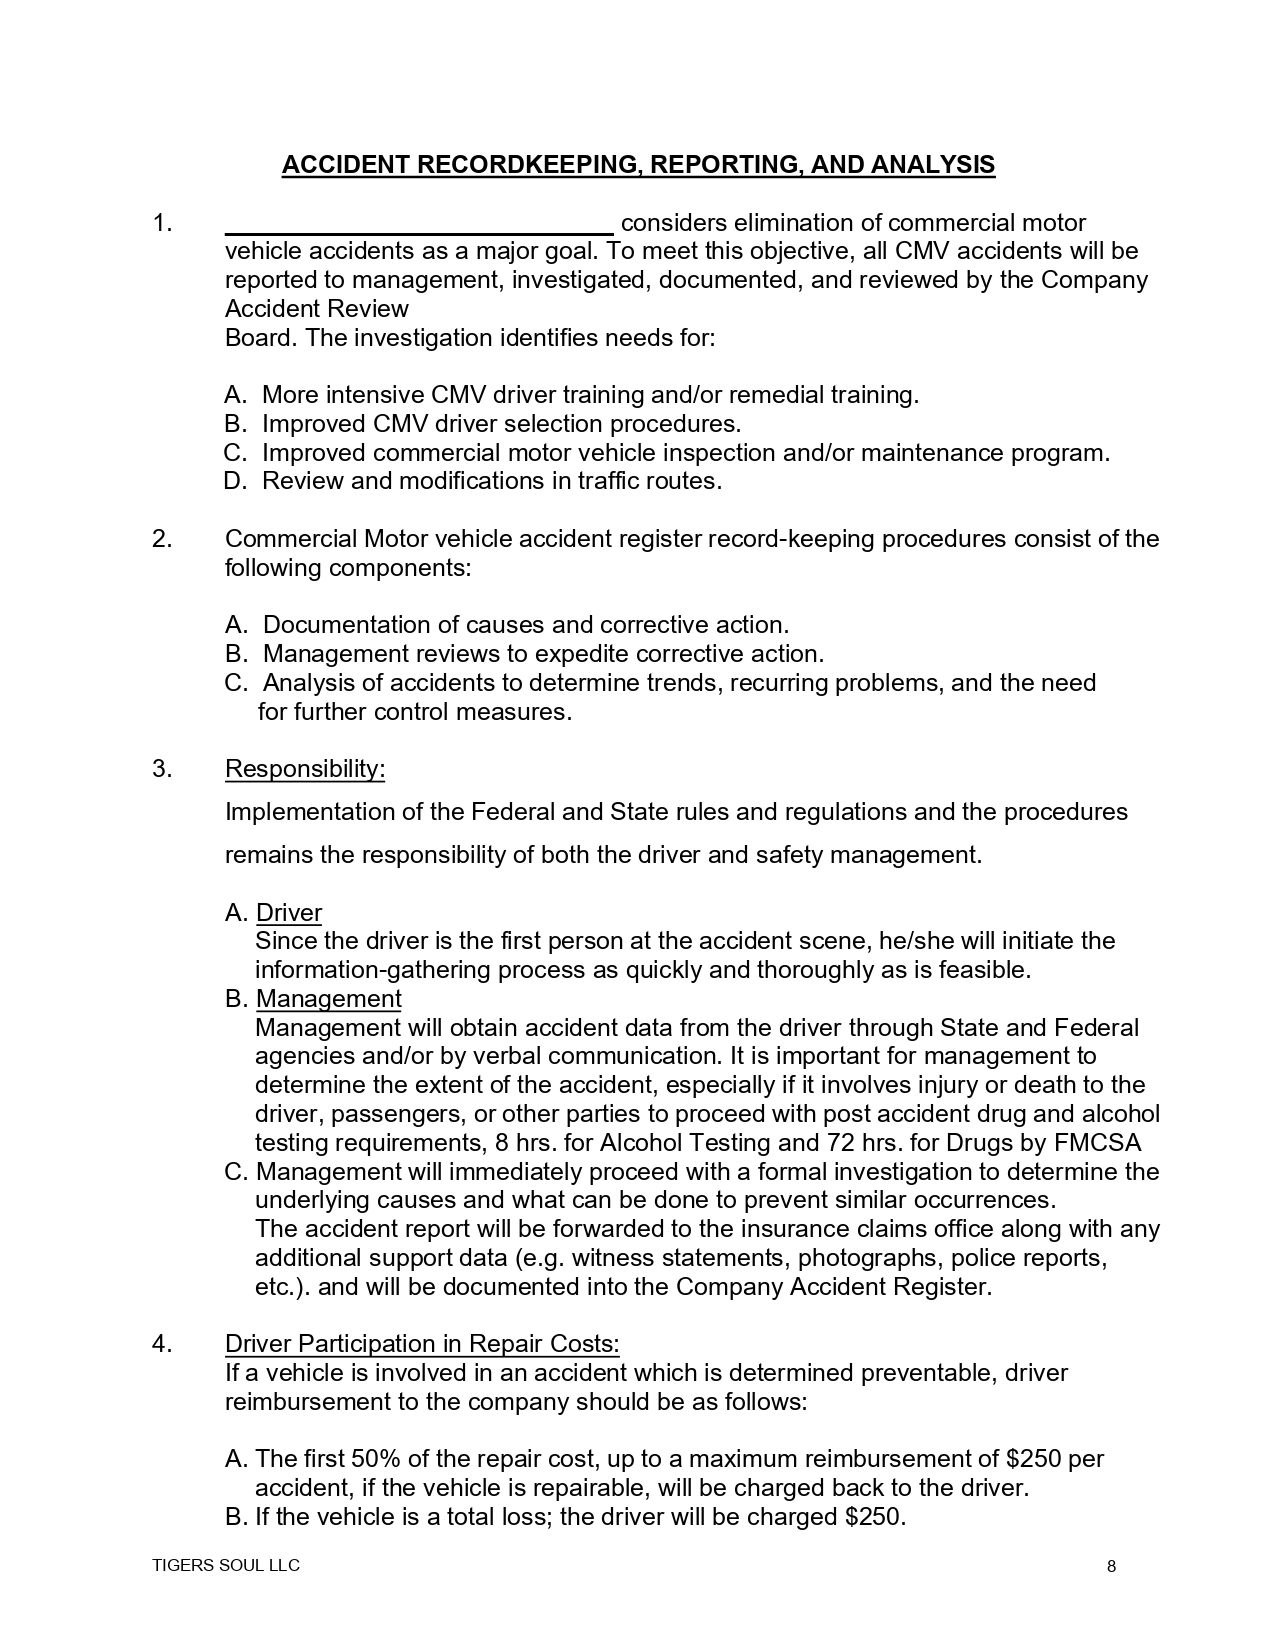 ACCIDENT RECORDKEEPING, REPORTING, AND ANALYSIS
1. ____________________________ considers elimination of commercial motor
vehicle accidents as a major goal. To meet this objective, all CMV accidents will be
reported to management, investigated, documented, and reviewed by the Company
Accident Review
Board. The investigation identifies needs for:
A. More intensive CMV driver training and/or remedial training.
B. Improved CMV driver selection procedures.
C. Improved commercial motor vehicle inspection and/or maintenance program.
D. Review and modifications in traffic routes.
2. Commercial Motor vehicle accident register record-keeping procedures consist of the
following components:
A. Documentation of causes and corrective action.
B. Management reviews to expedite corrective action.
C. Analysis of accidents to determine trends, recurring problems, and the need
for further control measures.
3. Responsibility:
Implementation of the Federal and State rules and regulations and the procedures
remains the responsibility of both the driver and safety management.
A. Driver
Since the driver is the first person at the accident scene, he/she will initiate the
information-gathering process as quickly and thoroughly as is feasible.
B. Management
Management will obtain accident data from the driver through State and Federal
agencies and/or by verbal communication. It is important for management to
determine the extent of the accident, especially if it involves injury or death to the
driver, passengers, or other parties to proceed with post accident drug and alcohol
testing requirements, 8 hrs. for Alcohol Testing and 72 hrs. for Drugs by FMCSA
C. Management will immediately proceed with a formal investigation to determine the
underlying causes and what can be done to prevent similar occurrences.
The accident report will be forwarded to the insurance claims office along with any
additional support data (e.g. witness statements, photographs, police reports,
etc.). and will be documented into the Company Accident Register.
4. Driver Participation in Repair Costs:
If a vehicle is involved in an accident which is determined preventable, driver
reimbursement to the company should be as follows:
A. The first 50% of the repair cost, up to a maximum reimbursement of $250 per
accident, if the vehicle is repairable, will be charged back to the driver.
B. If the vehicle is a total loss; the driver will be charged $250.
TIGERS SOUL LLC 8